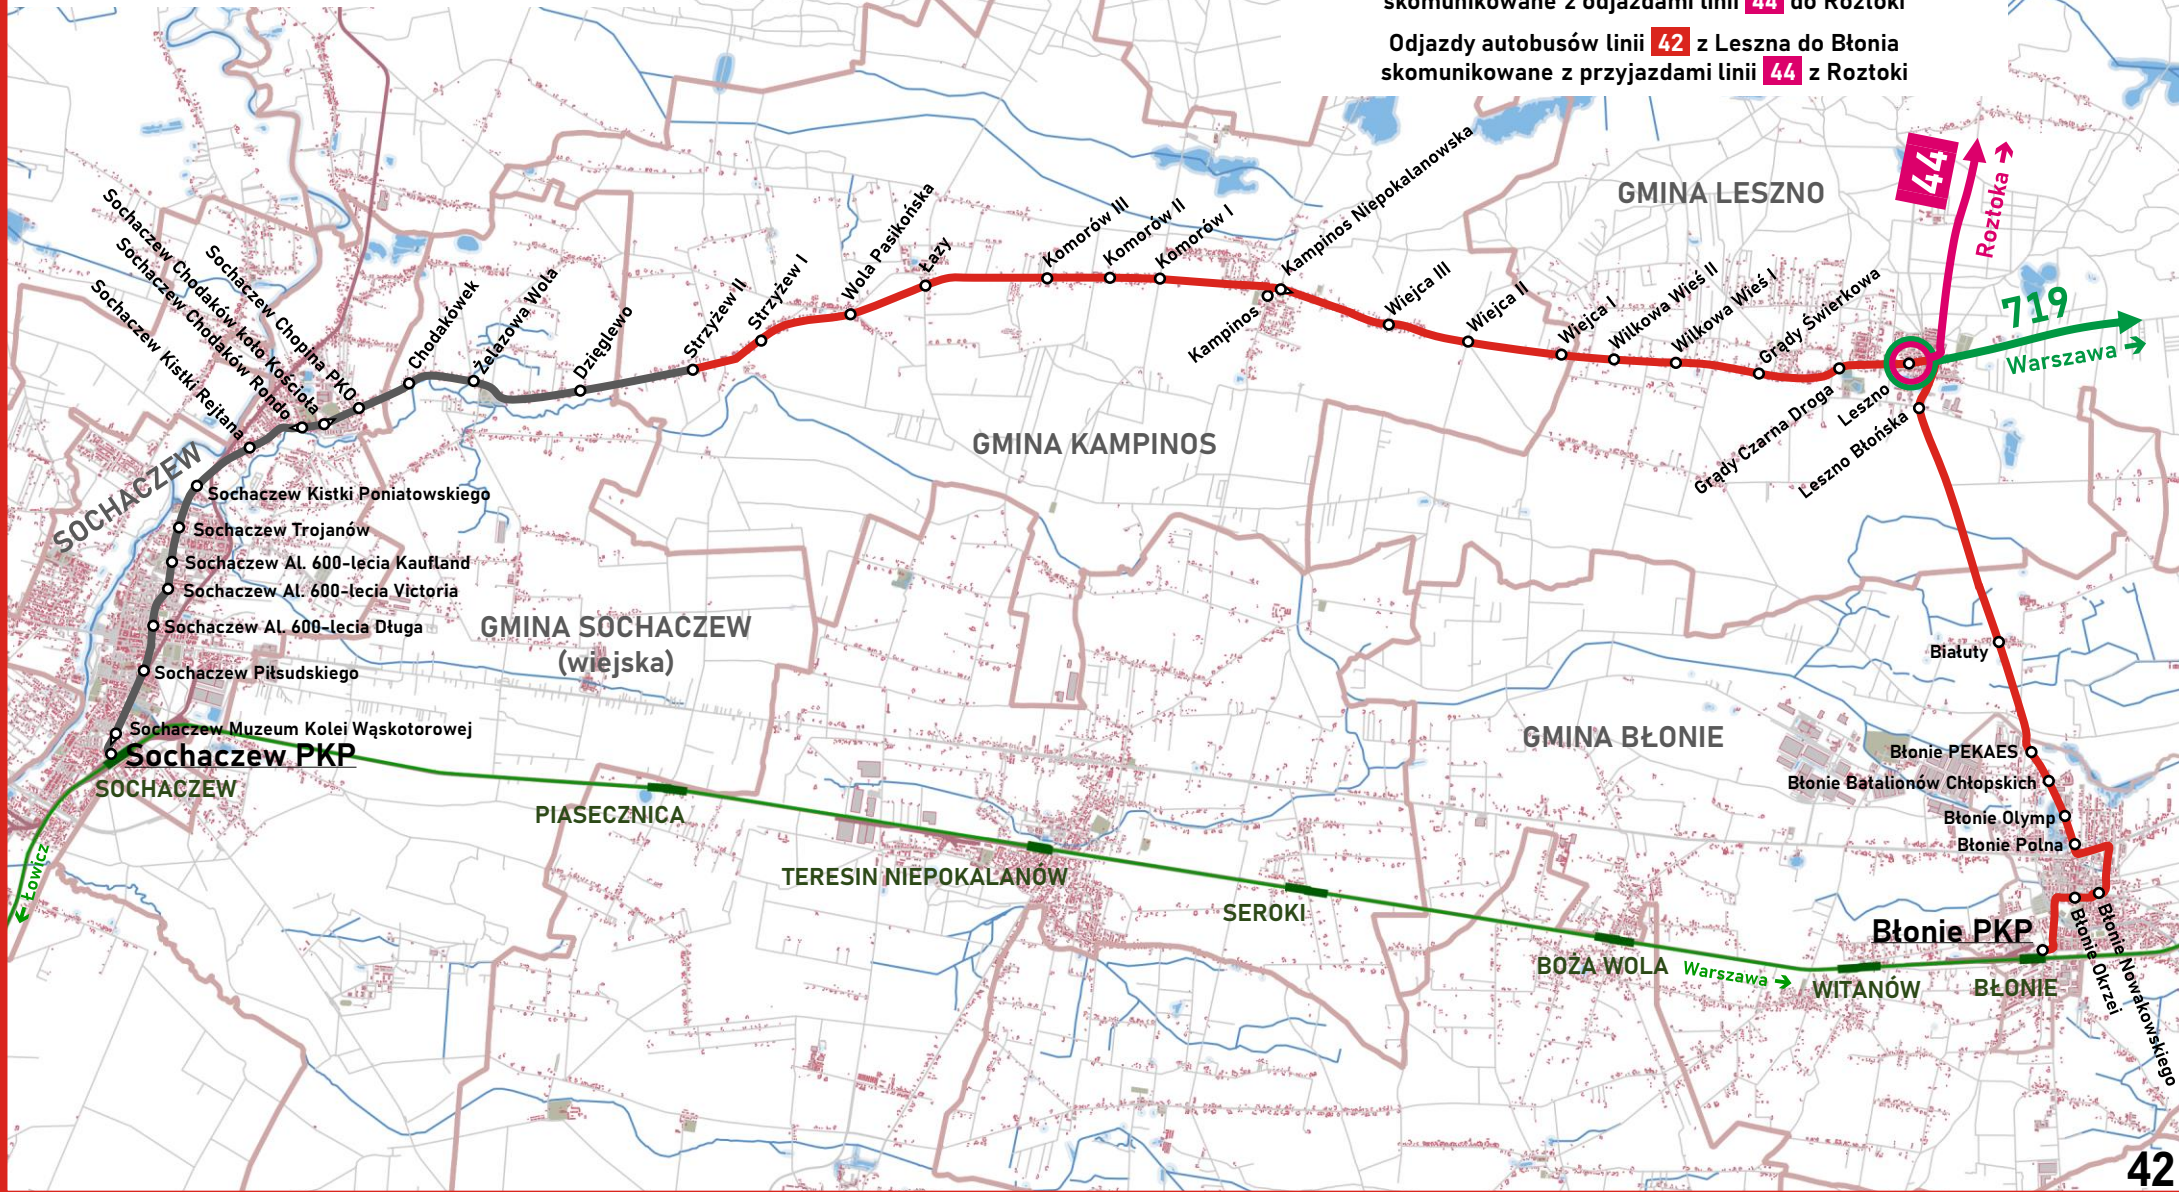 skomunikowane z odjazdami linii 44 do Roztoki
Odjazdy autobusów linii 42 z Leszna do Błonia
skomunikowane z przyjazdami linii 44 z Roztoki
44
Roztoka →
719
Warszawa →
GMINA LESZNO
GMINA KAMPINOS
GMINA SOCHACZEW
(wiejska)
GMINA BŁONIE
SOCHACZEW
Sochaczew Chodaków koło Kościoła
Sochaczew Chopina PKO
Sochaczew Chodaków Rondo
Sochaczew Kistki Rejtana
Chodakówek
Żelazowa Wola
Dzięglewo
Strzyżew II
Strzyżew I
Wola Pasikońska
Łazy
Komorów III
Komorów II
Komorów I
Kampinos Niepokalanowska
Kampinos
Wiejca III
Wiejca II
Wiejca I
Wilkowa Wieś II
Wilkowa Wieś I
Grądy Świerkowa
Grądy Czarna Droga
Leszno
Leszno Błońska
Sochaczew Kistki Poniatowskiego
Sochaczew Trojanów
Sochaczew Al. 600-lecia Kaufland
Sochaczew Al. 600-lecia Victoria
Sochaczew Al. 600-lecia Długa
Sochaczew Piłsudskiego
Sochaczew Muzeum Kolei Wąskotorowej
Sochaczew PKP
SOCHACZEW
← Łowicz
PIASECZNICA
TERESIN NIEPOKALANÓW
SEROKI
BOŻA WOLA
Warszawa →
WITANÓW
BŁONIE
Białuty
Błonie PEKAES
Błonie Batalionów Chłopskich
Błonie Olymp
Błonie Polna
Błonie PKP
Błonie Okrzei
Błonie Nowakowskiego
42